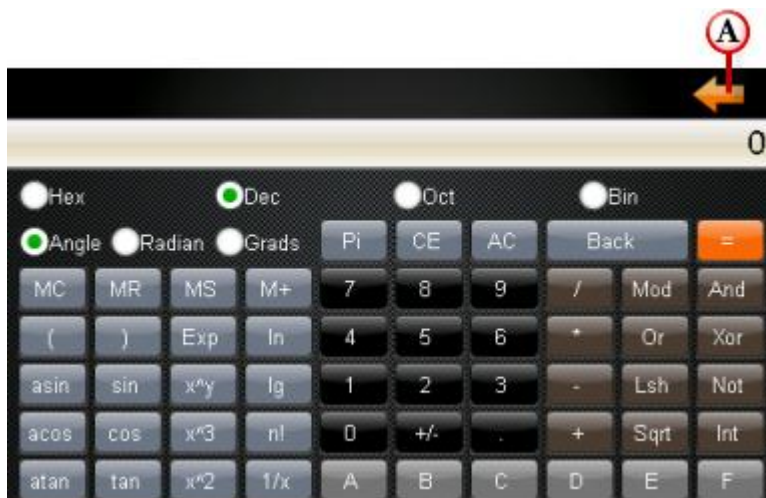 A
0
Hex Dec Oct Bin
Angle Radian Grads Pi CE AC Back =
MC MR MS M+ 7 8 9 / Mod And
( ) Exp ln 4 5 6 * Or Xor
asin sin x^y lg 1 2 3 - Lsh Not
acos cos x^3 n! 0 +/- . + Sqrt Int
atan tan x^2 1/x A B C D E F